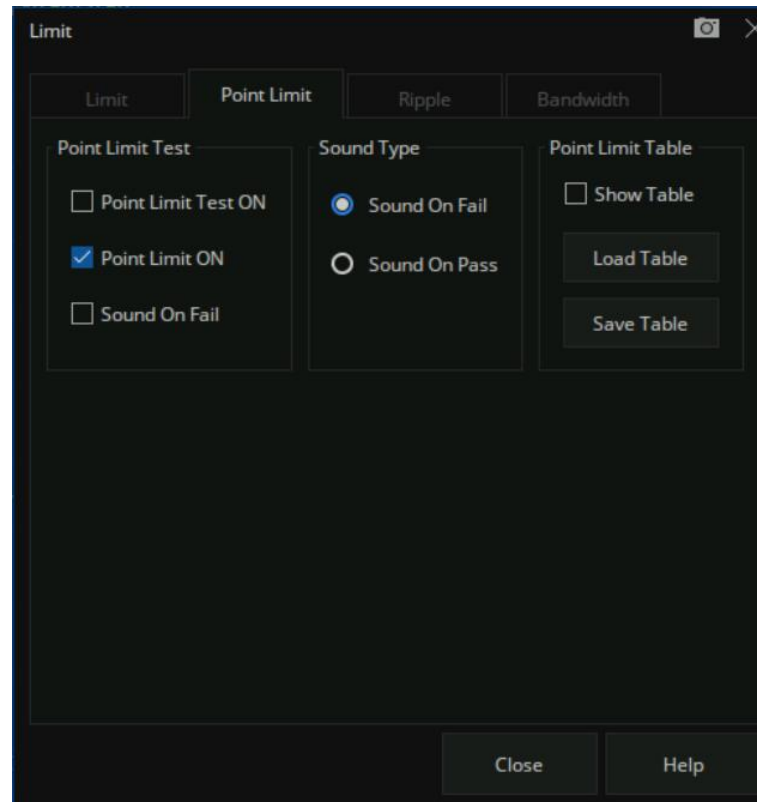 Limit
Limit
Point Limit
Ripple
Bandwidth
Point Limit Test
Point Limit Test ON
Point Limit ON
Sound On Fail
Sound Type
Sound On Fail
Sound On Pass
Point Limit Table
Show Table
Load Table
Save Table
Close
Help